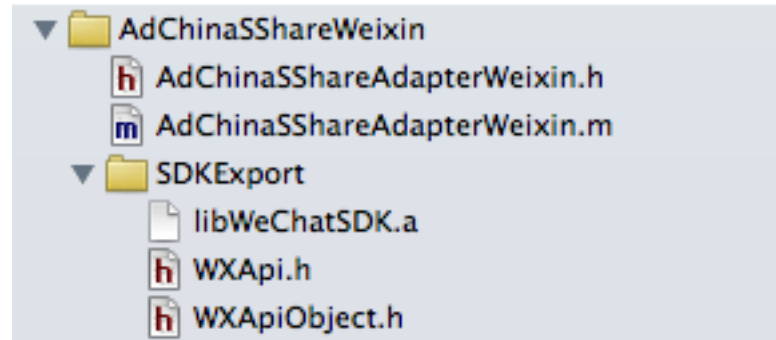 AdChinaSShareWeixin
h AdChinaSShareAdapterWeixin.h
m AdChinaSShareAdapterWeixin.m
SDKExport
libWeChatSDK.a
h WXApi.h
h WXApiObject.h